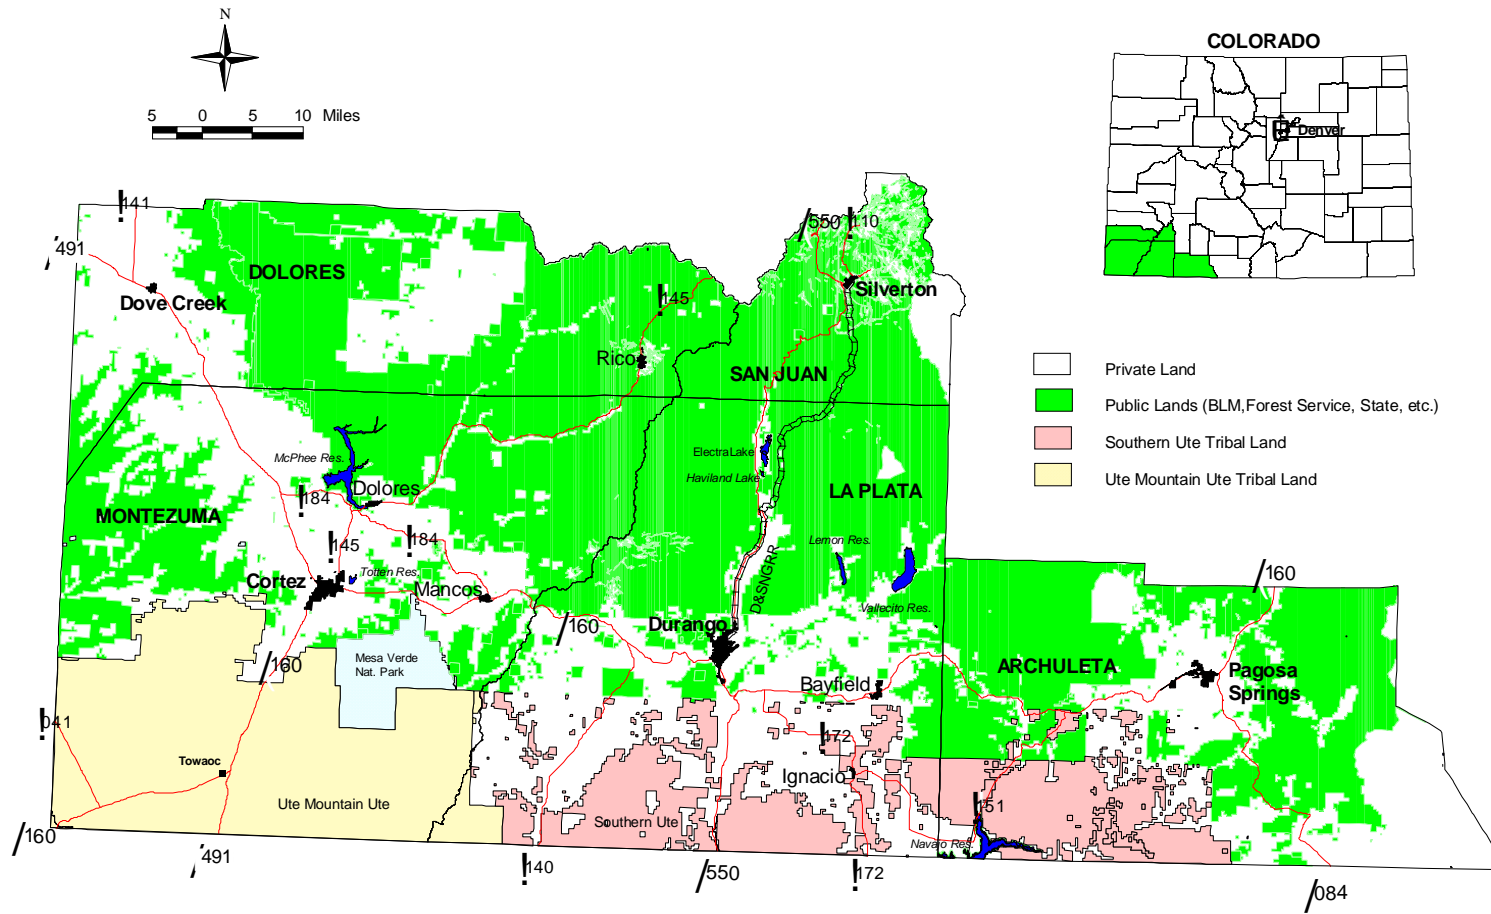 N
COLORADO
Denver
5 0 5 10 Miles
141
491
DOLORES
Dove Creek
550
110
Silverton
145
Rico
SAN JUAN
Private Land
Public Lands (BLM,Forest Service, State, etc.)
Southern Ute Tribal Land
Ute Mountain Ute Tribal Land
McPhee Res.
Electra Lake
Haviland Lake
Dolores
184
LA PLATA
MONTEZUMA
145
184
Lemon Res.
Totten Res.
Cortez
Mancos
D&SNGRR
Vallecito Res.
160
160
Durango
Mesa Verde
Nat. Park
160
ARCHULETA
Pagosa
Springs
Bayfield
041
172
Towaoc
Ignacio
Ute Mountain Ute
151
Southern Ute
Navajo Res.
160
491
140
550
172
084